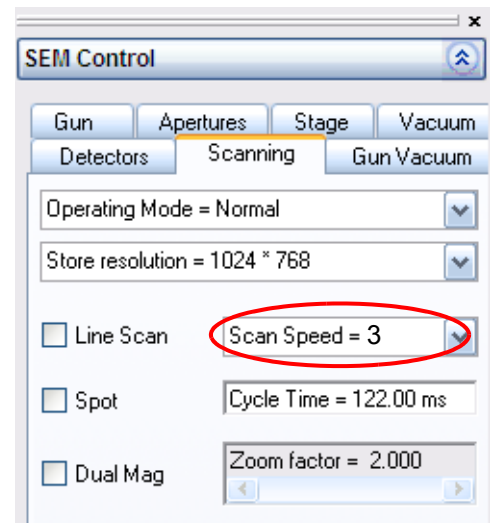 SEM Control
Gun Apertures Stage Vacuum
Detectors Scanning Gun Vacuum
Operating Mode = Normal
Store resolution = 1024 * 768
Line Scan Scan Speed = 3
Spot Cycle Time = 122.00 ms
Dual Mag Zoom factor = 2.000